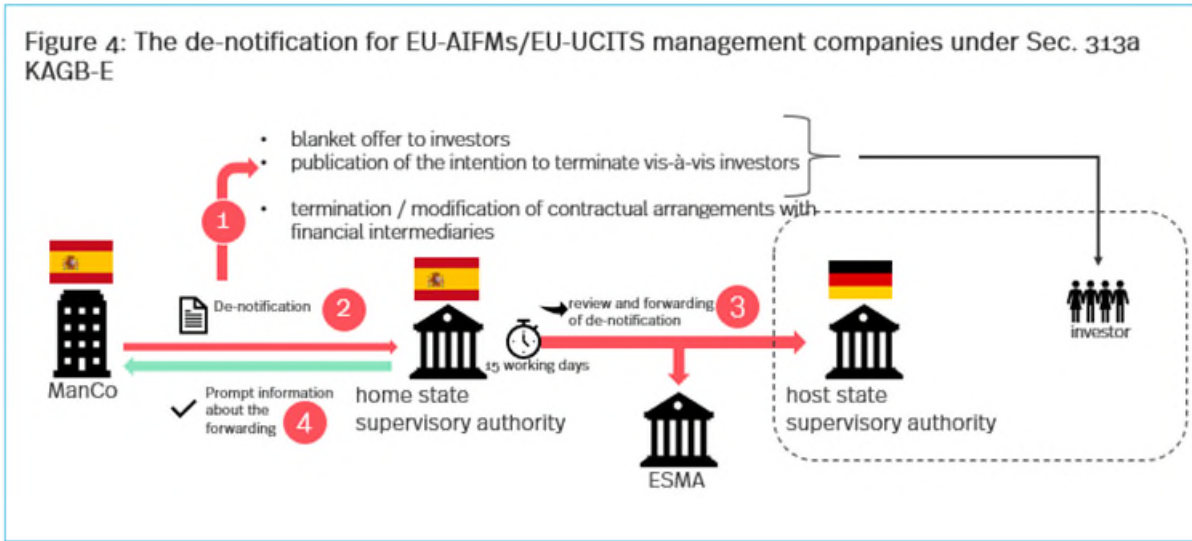 Figure 4: The de-notification for EU-AIFMs/EU-UCITS management companies under Sec. 313a
KAGB-E
• blanket offer to investors
• publication of the intention to terminate vis-à-vis investors
1
• termination / modification of contractual arrangements with
financial intermediaries
De-notification
2
review and forwarding
of de-notification
3
15 working days
investor
ManCo
Prompt information
about the
forwarding
4
home state
supervisory authority
host state
supervisory authority
ESMA